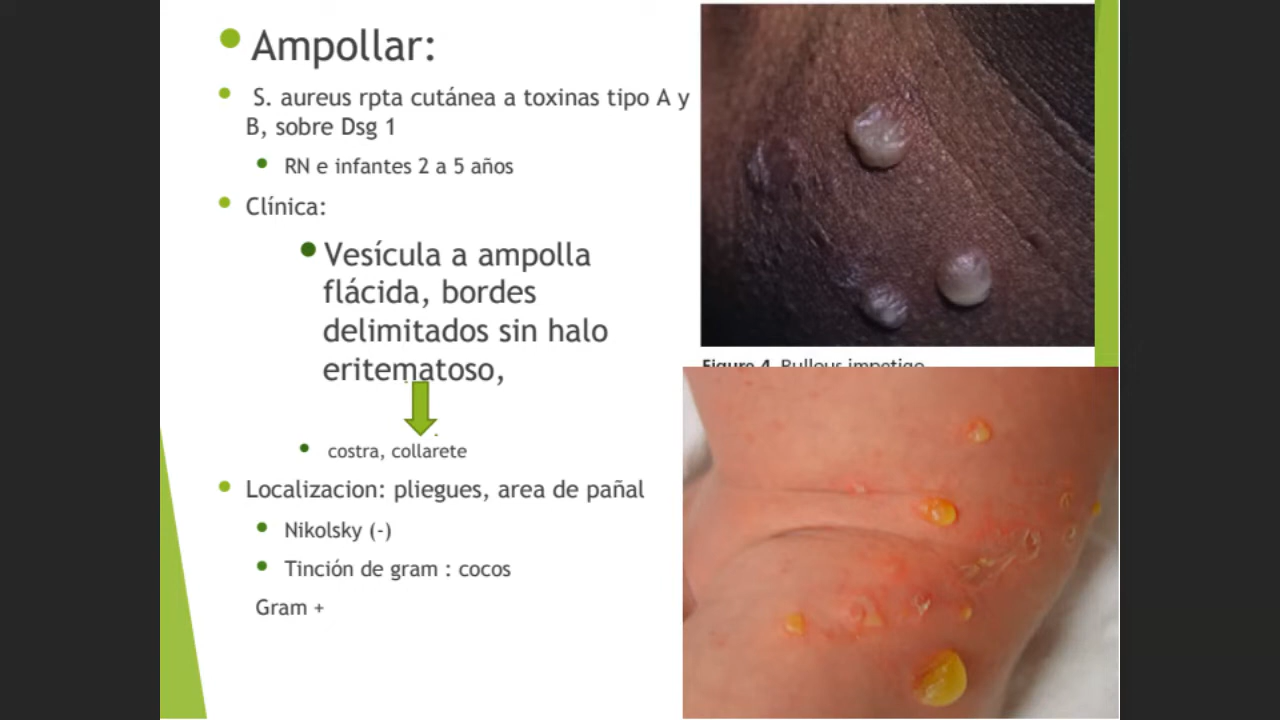 Ampollar:
S. aureus rpta cutánea a toxinas tipo A y
B, sobre Dsg 1
RN e infantes 2 a 5 años
Clínica:
Vesícula a ampolla
flácida, bordes
delimitados sin halo
eritematoso,
costra, collarete
Localizacion: pliegues, area de pañal
Nikolsky (-)
Tinción de gram : cocos
Gram +
Figure 4. Bullous impetigo